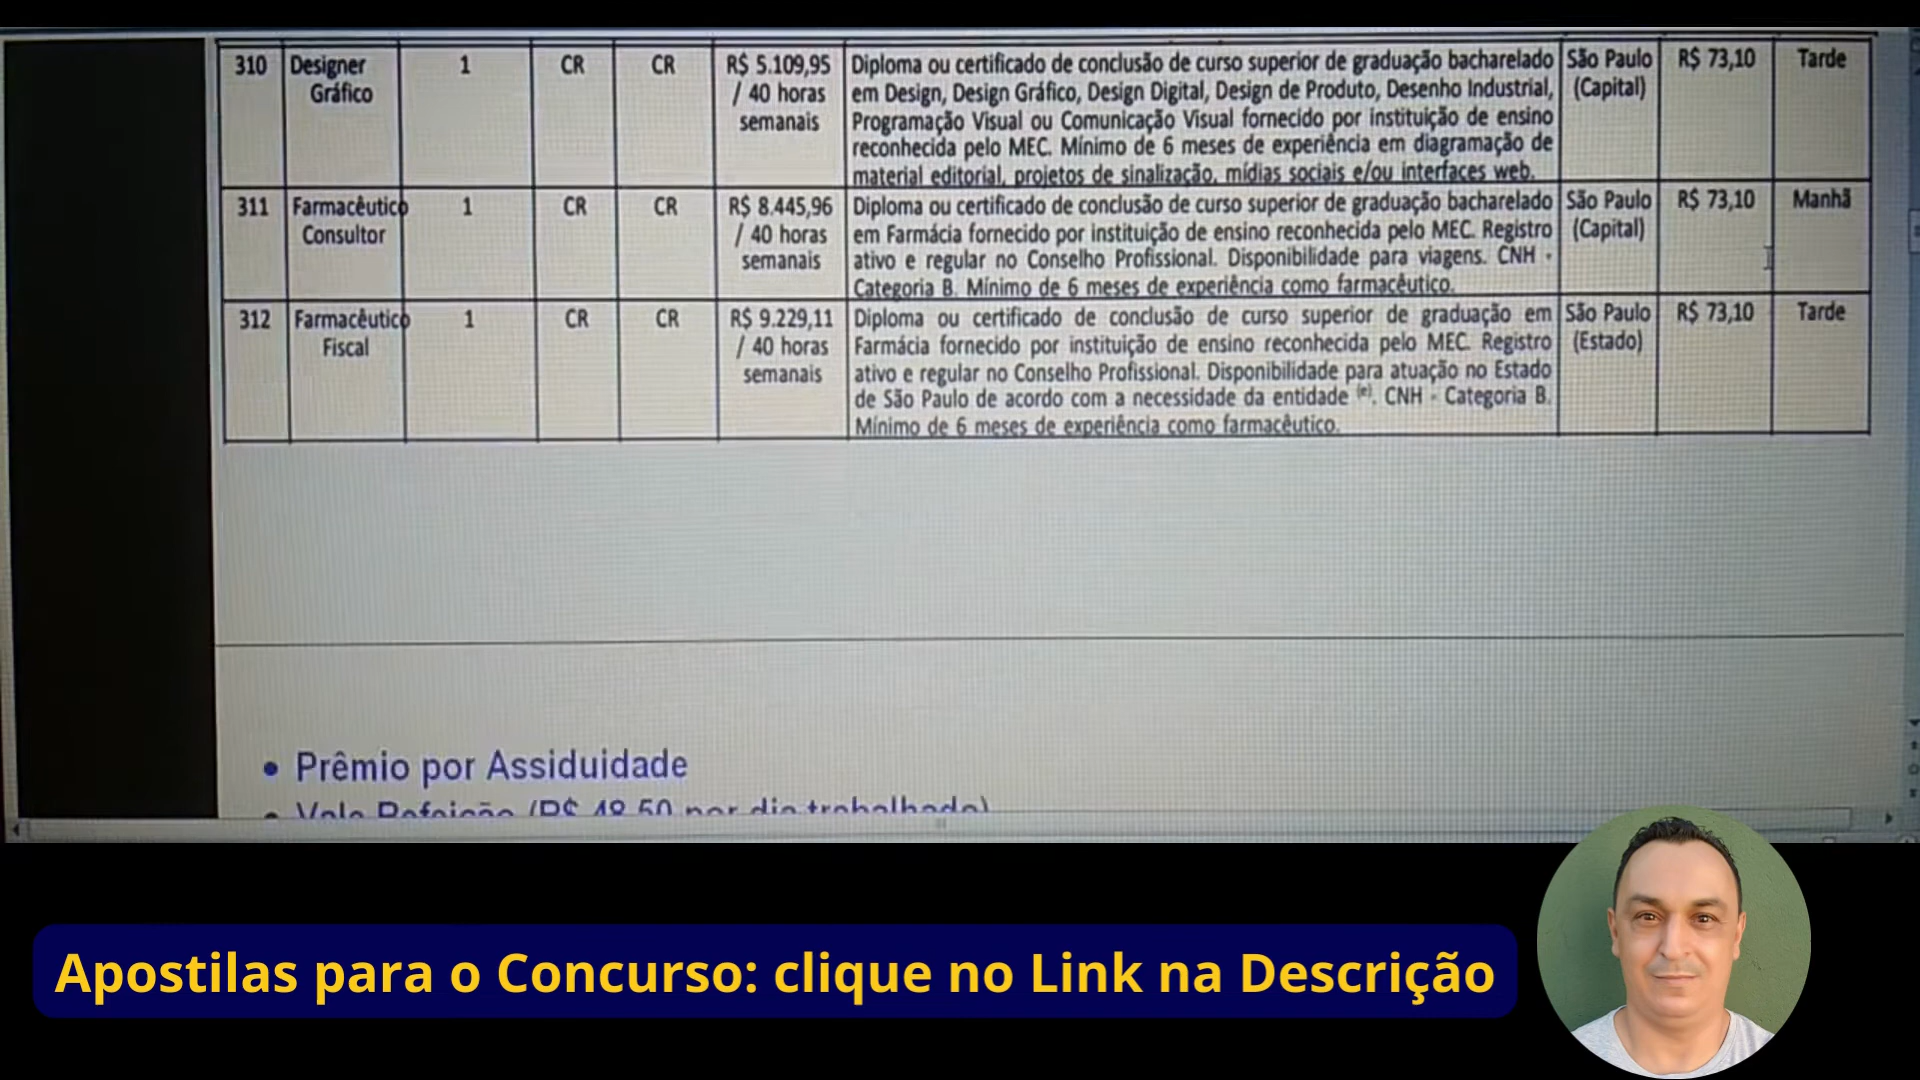 310 Designer Gráfico 1 CR CR R$ 5.109,95 / 40 horas semanais
Diploma ou certificado de conclusão de curso superior de graduação bacharelado
em Design, Design Gráfico, Design Digital, Design de Produto, Desenho Industrial,
Programação Visual ou Comunicação Visual fornecido por instituição de ensino
reconhecida pelo MEC. Mínimo de 6 meses de experiência em diagramação de
material editorial, projetos de sinalização, mídias sociais e/ou interfaces web.
São Paulo (Capital) R$ 73,10 Tarde
311 Farmacêutico Consultor 1 CR CR R$ 8.445,96 / 40 horas semanais
Diploma ou certificado de conclusão de curso superior de graduação bacharelado
em Farmácia fornecido por instituição de ensino reconhecida pelo MEC. Registro
ativo e regular no Conselho Profissional. Disponibilidade para viagens. CNH -
Categoria B. Mínimo de 6 meses de experiência como farmacêutico.
São Paulo (Capital) R$ 73,10 Manhã
312 Farmacêutico Fiscal 1 CR CR R$ 9.229,11 / 40 horas semanais
Diploma ou certificado de conclusão de curso superior de graduação em
Farmácia fornecido por instituição de ensino reconhecida pelo MEC. Registro
ativo e regular no Conselho Profissional. Disponibilidade para atuação no Estado
de São Paulo de acordo com a necessidade da entidade (e). CNH - Categoria B.
Mínimo de 6 meses de experiência como farmacêutico.
São Paulo (Estado) R$ 73,10 Tarde
• Prêmio por Assiduidade
• Vale Refeição (R$ 48,50 por dia trabalhado)
Apostilas para o Concurso: clique no Link na Descrição